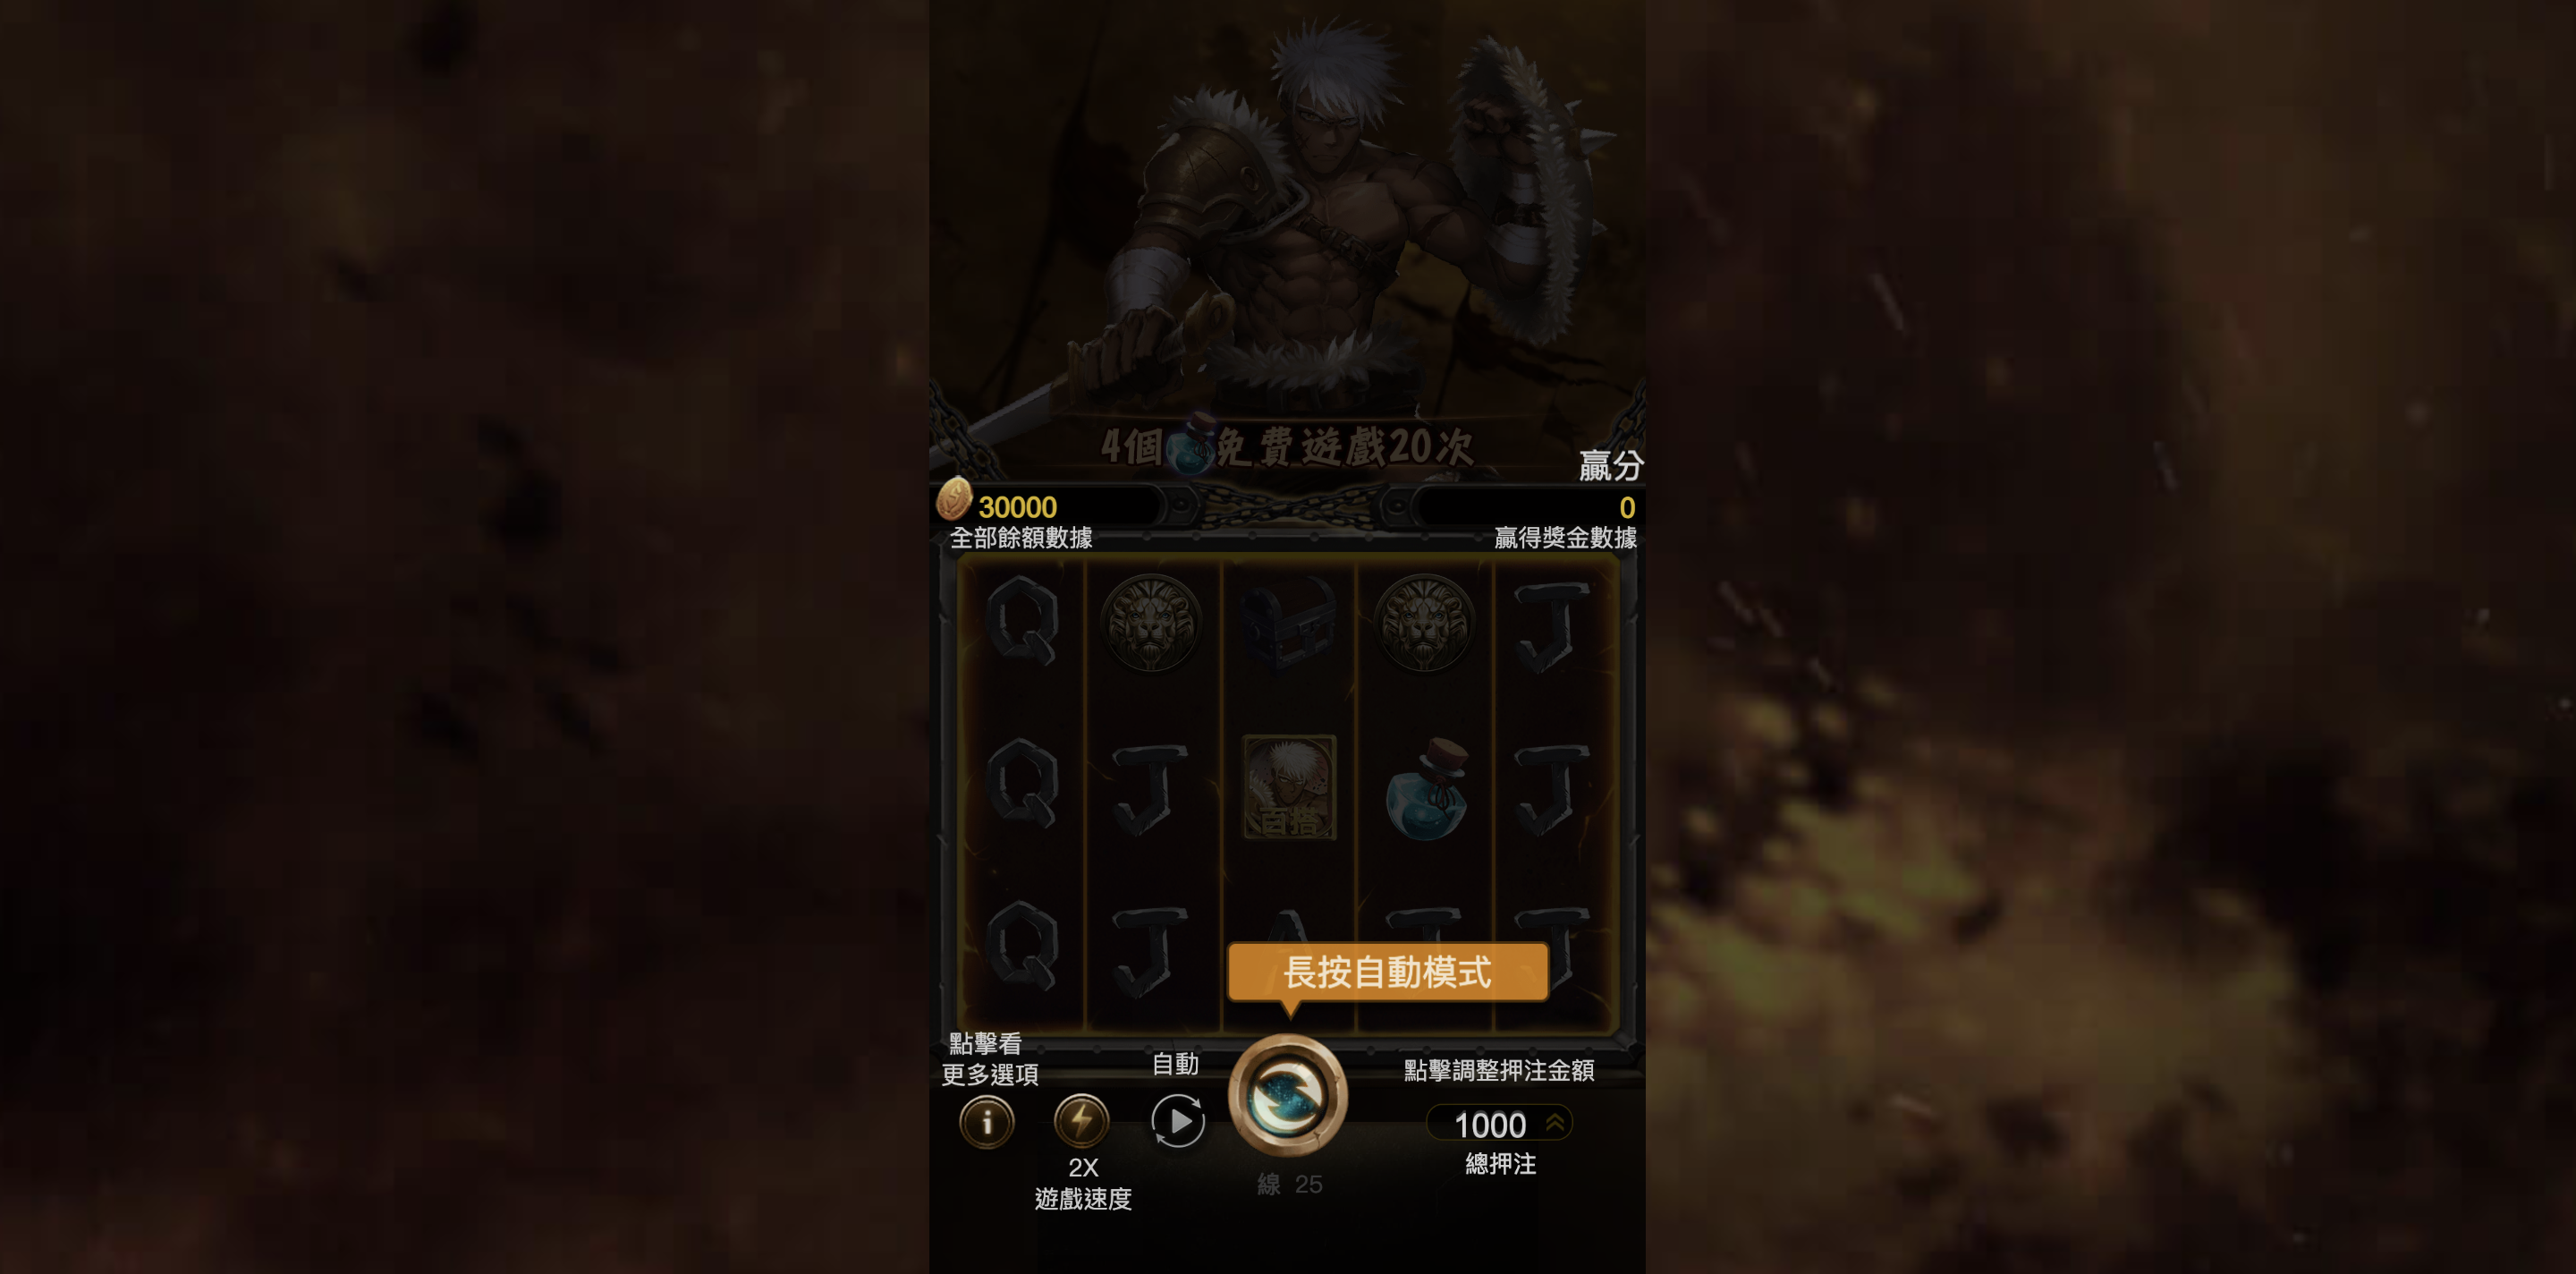 4個免費遊戲20次
贏分
30000
0
全部餘額數據
贏得獎金數據
Q
J
Q
J
百搭
J
Q
J
A
J
J
長按自動模式
點擊看
更多選項
自動
點擊調整押注金額
i
1000
2X
總押注
遊戲速度
線 25